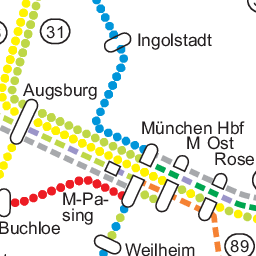 31
Ingolstadt
Augsburg
München Hbf
M Ost
Rose
M-Pa-
sing
Buchloe
Weilheim
89